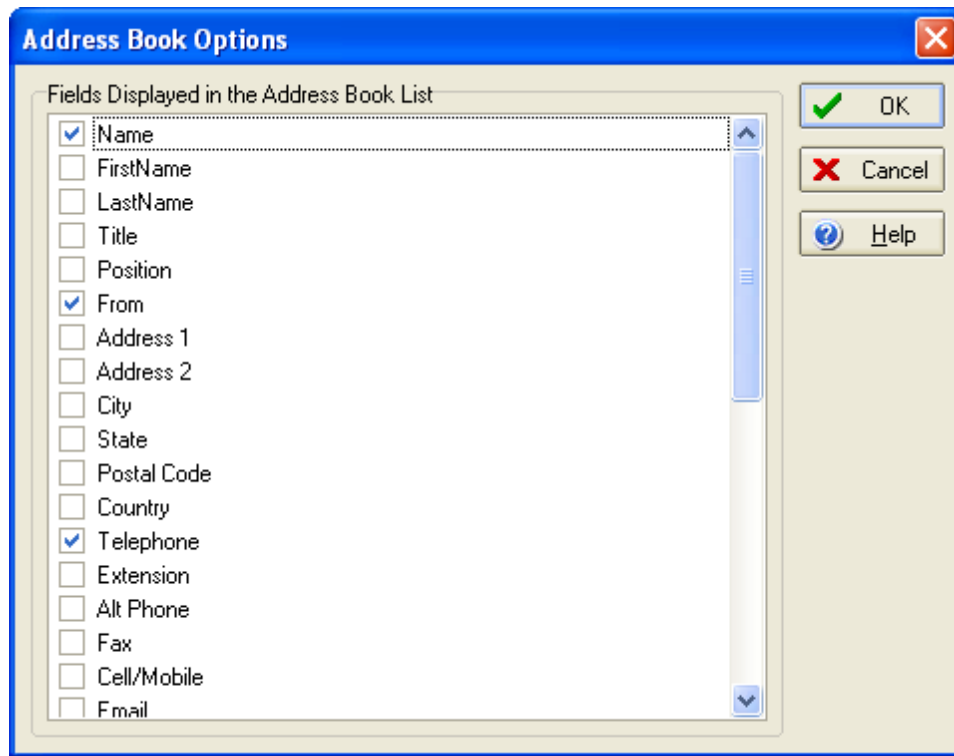 Address Book Options
Fields Displayed in the Address Book List
Name
FirstName
LastName
Title
Position
From
Address 1
Address 2
City
State
Postal Code
Country
Telephone
Extension
Alt Phone
Fax
Cell/Mobile
Email
OK
Cancel
Help